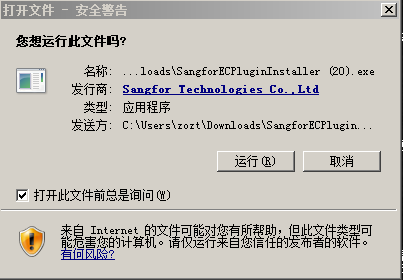 打开文件 - 安全警告
您想运行此文件吗?
名称: ...loads\SangforECPluginInstaller (20).exe
发行商: Sangfor Technologies Co.,Ltd
类型: 应用程序
发送方: C:\Users\zozt\Downloads\SangforECPlugin...
运行(R) 取消
打开此文件前总是询问(W)
来自 Internet 的文件可能对您有所帮助，但此文件类型可
能危害您的计算机。请仅运行来自您信任的发布者的软件。
有何风险?